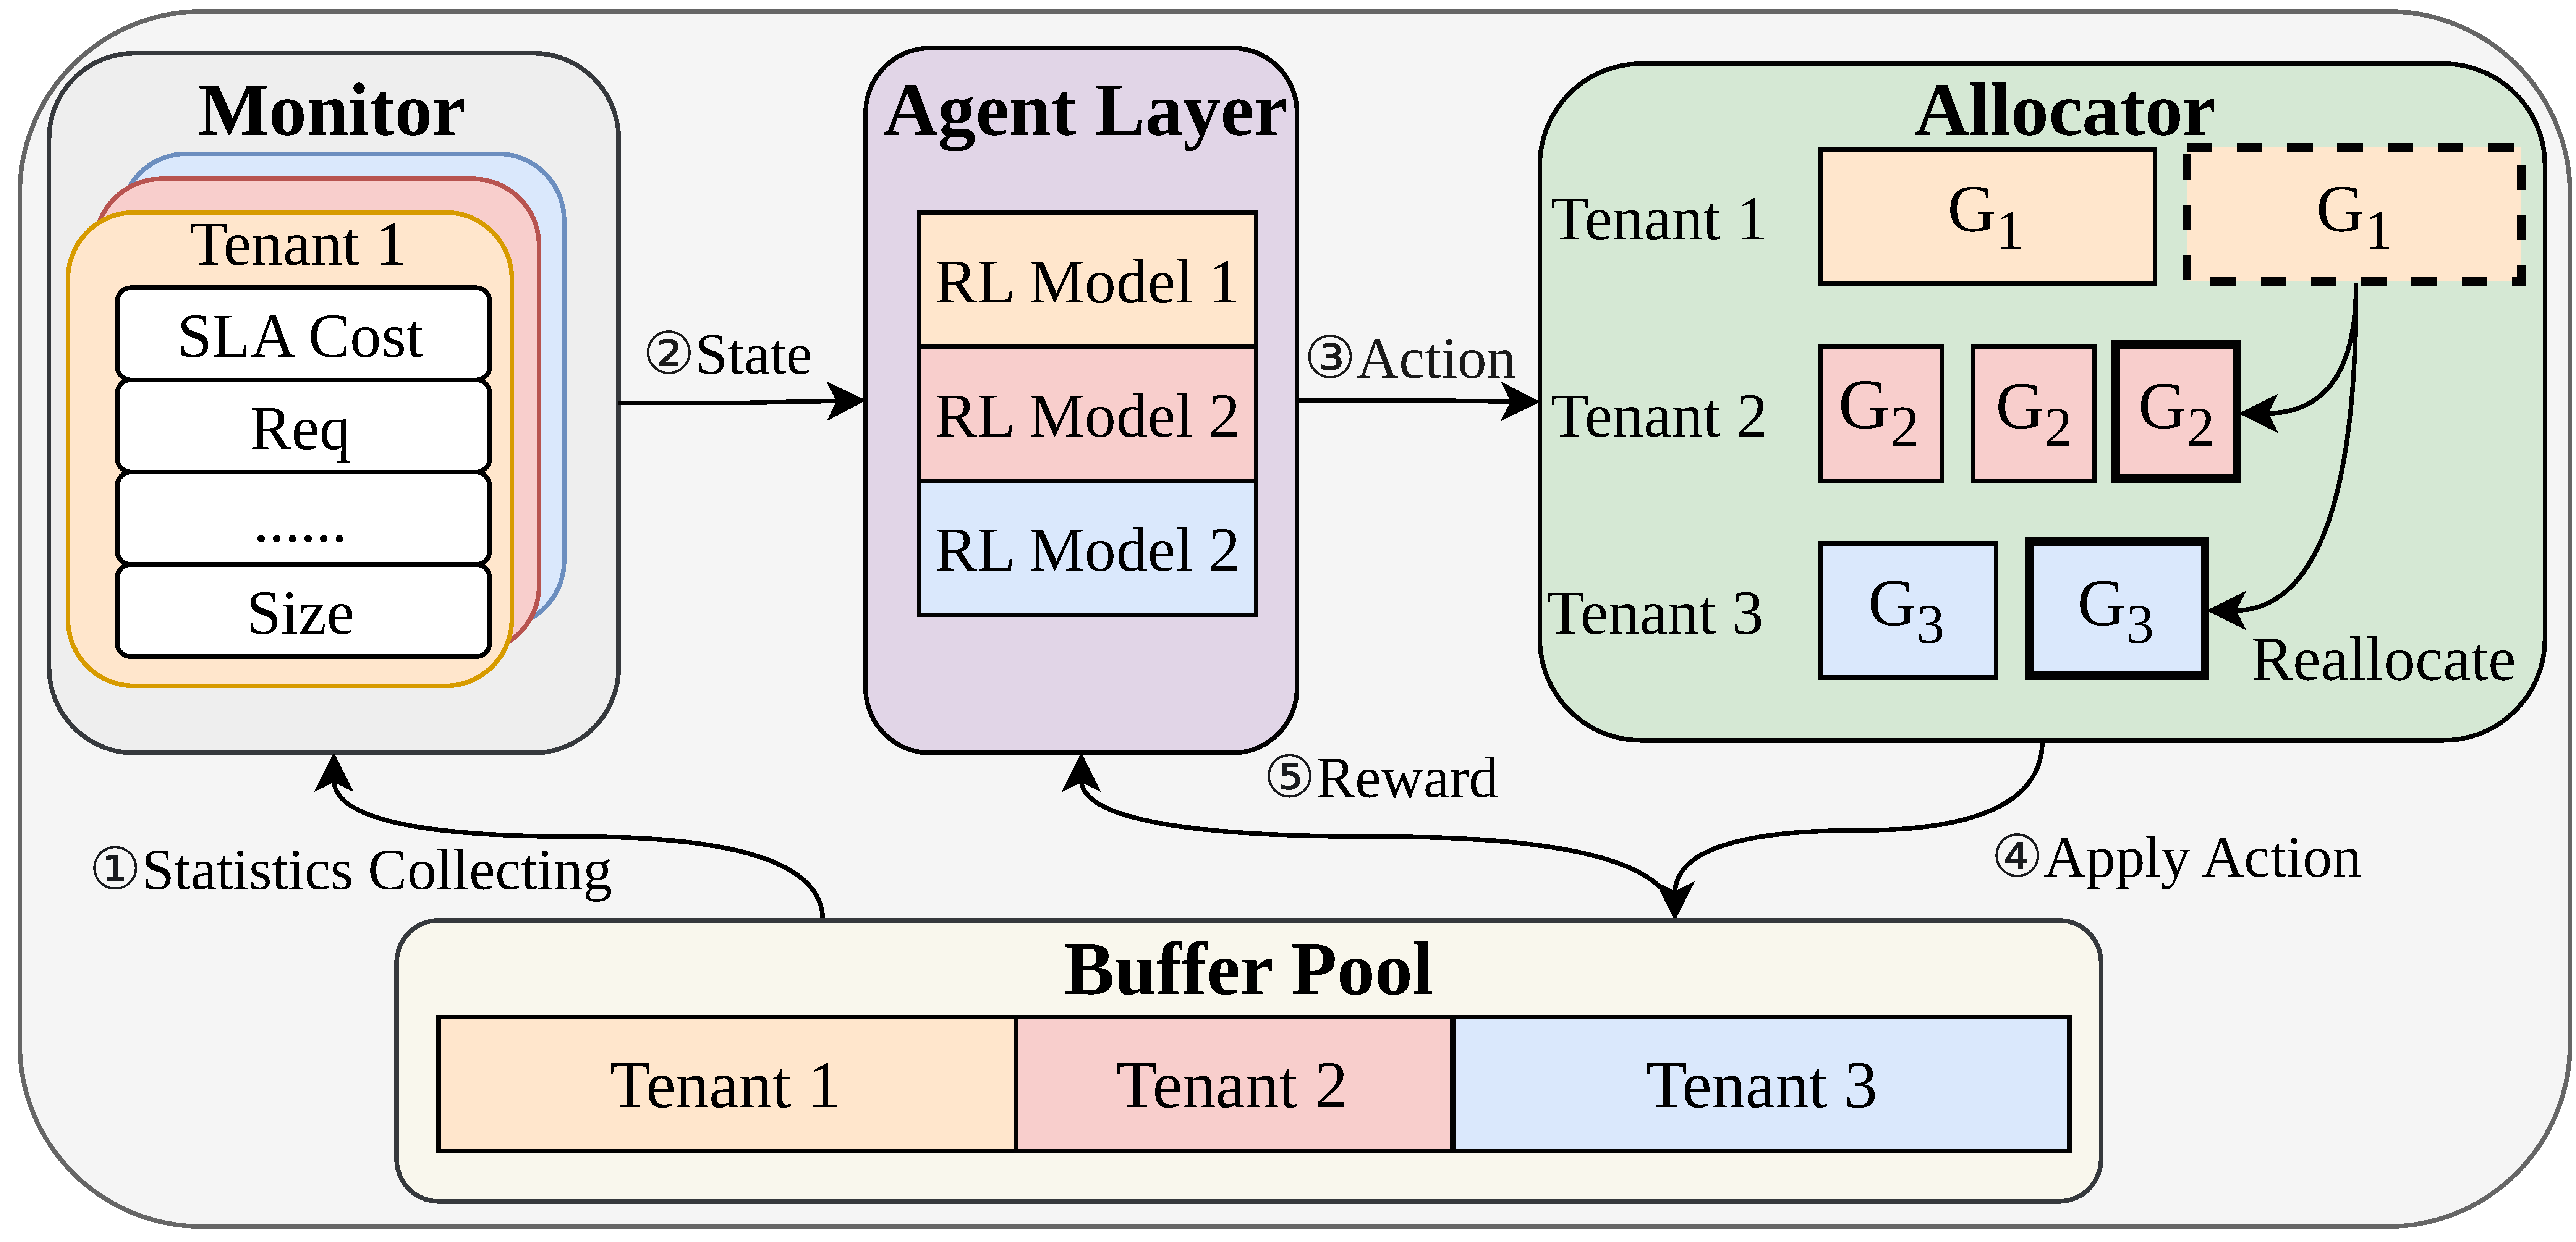 Monitor
Tenant 1
SLA Cost
Req
......
Size
②State
Agent Layer
RL Model 1
RL Model 2
RL Model 2
③Action
Allocator
Tenant 1
G1
G1
Tenant 2
G2
G2
G2
Tenant 3
G3
G3
Reallocate
①Statistics Collecting
⑤Reward
④Apply Action
Buffer Pool
Tenant 1
Tenant 2
Tenant 3